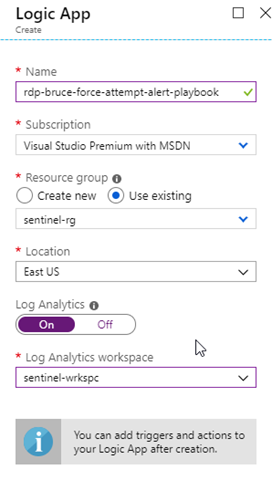 Logic App
Create
* Name
rdp-bruce-force-attempt-alert-playbook
* Subscription
Visual Studio Premium with MSDN
* Resource group
Create new Use existing
sentinel-rg
* Location
East US
Log Analytics
On Off
* Log Analytics workspace
sentinel-wrkspc
You can add triggers and actions to
your Logic App after creation.